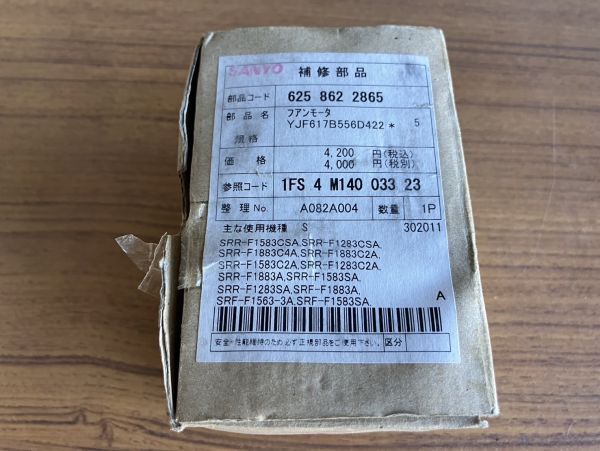 SANYO 補修部品
部品コード 625 862 2865
部品名 フアンモータ
YJF617B556D422 * 5
規格
価格 4,200 円(税込)
4,000 円(税別)
参照コード 1FS 4 M140 033 23
整理No. A082A004 数量 1P
主な使用機種 S 302011
SRR-F1583CSA.SRR-F1283CSA.
SRR-F1883C4A.SRR-F1883C2A.
SRR-F1583C2A.SRR-F1283C2A.
SRR-F1883A.SRR-F1583SA.
SRR-F1283SA.SRF-F1883A.
SRF-F1563-3A.SRF-F1583SA.
A
安全・性能維持のため必ず正規部品をご使用下さい。 区分